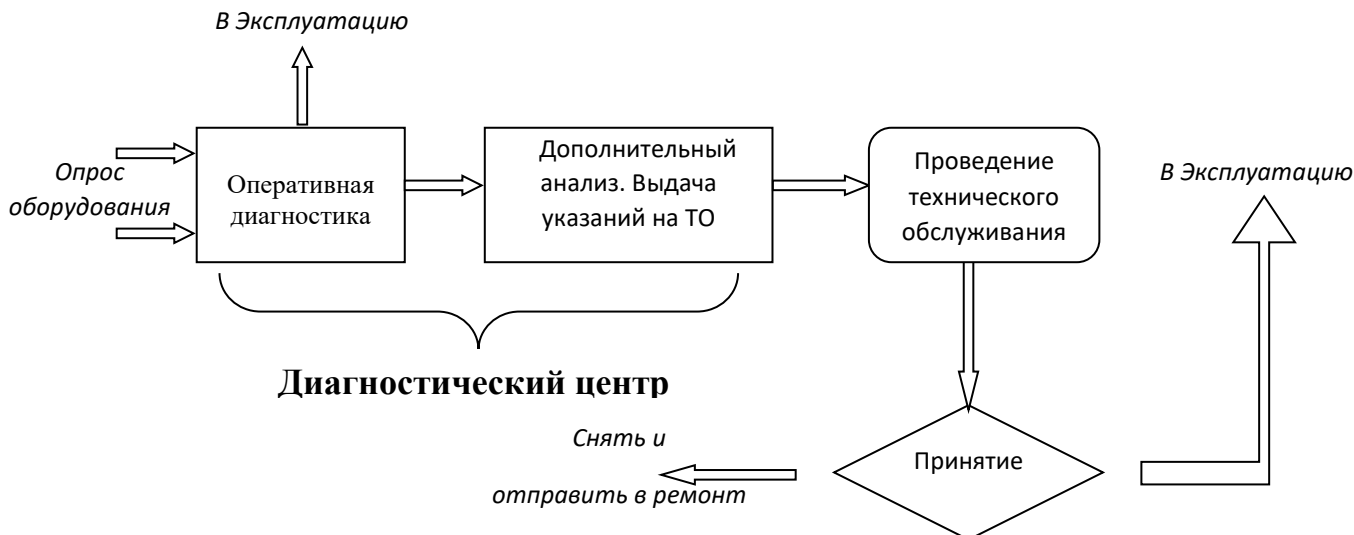 В Эксплуатацию
Опрос
оборудования
Оперативная
диагностика
Дополнительный
анализ. Выдача
указаний на ТО
Проведение
технического
обслуживания
В Эксплуатацию
Диагностический центр
Снять и
отправить в ремонт
Принятие